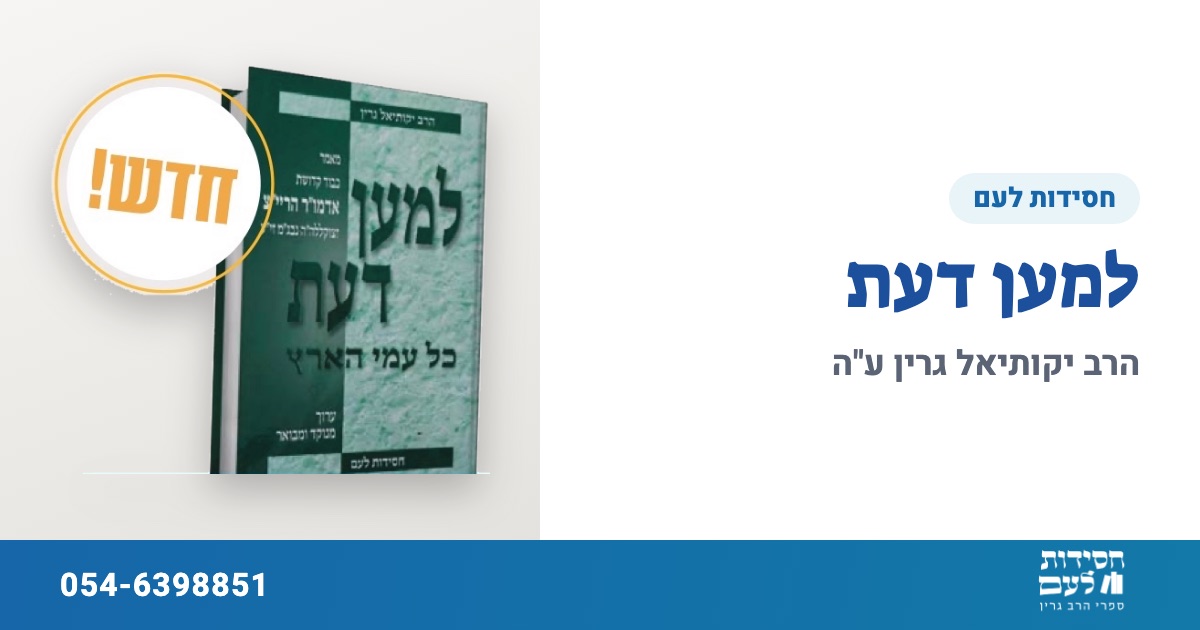 חסידות לעם
למען דעת
הרב יקותיאל גרין ע"ה
חדש!
הרב יקותיאל גרין
מאמר
כבוד קדושת
אדמו"ר הריי"ע
למען
דעת
כל עמי הארץ
ערוך
מנוקד ומבואר
חסידות לעם
054-6398851
חסידות
לעם
ספרי הרב גרין